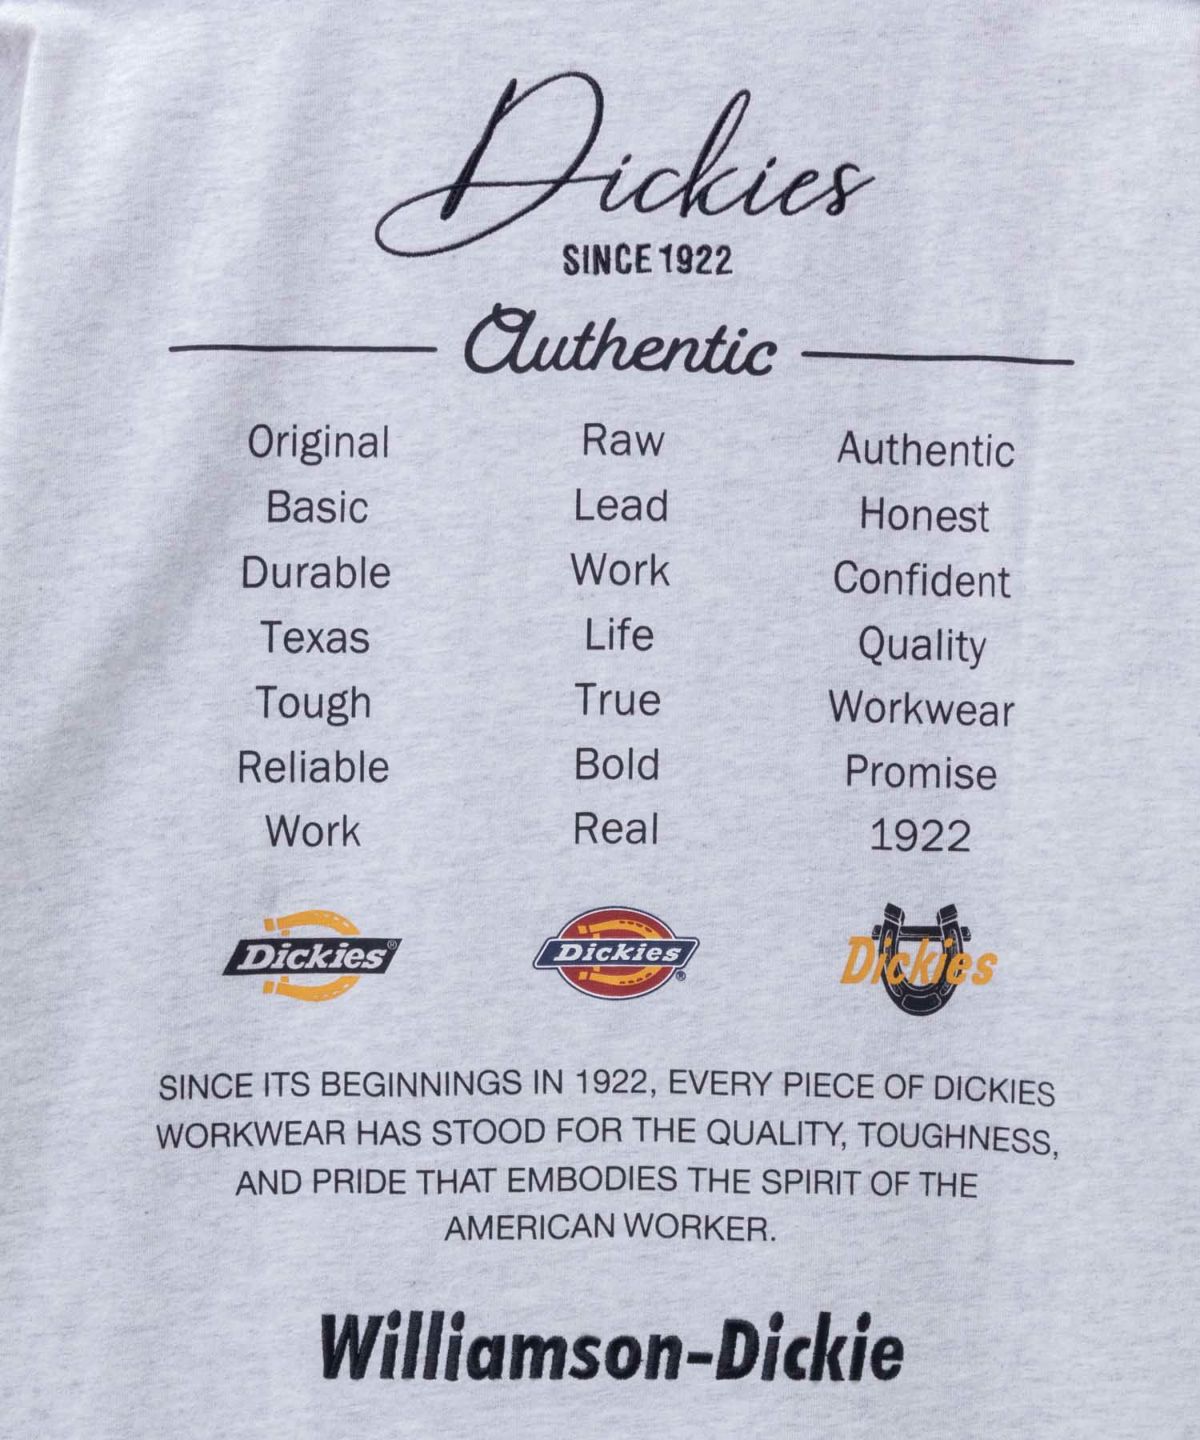 Dickies
SINCE 1922
Authentic
Original Raw Authentic
Basic Lead Honest
Durable Work Confident
Texas Life Quality
Tough True Workwear
Reliable Bold Promise
Work Real 1922
Dickies® Dickies® Dickies
SINCE ITS BEGINNINGS IN 1922, EVERY PIECE OF DICKIES
WORKWEAR HAS STOOD FOR THE QUALITY, TOUGHNESS,
AND PRIDE THAT EMBODIES THE SPIRIT OF THE
AMERICAN WORKER.
Williamson-Dickie